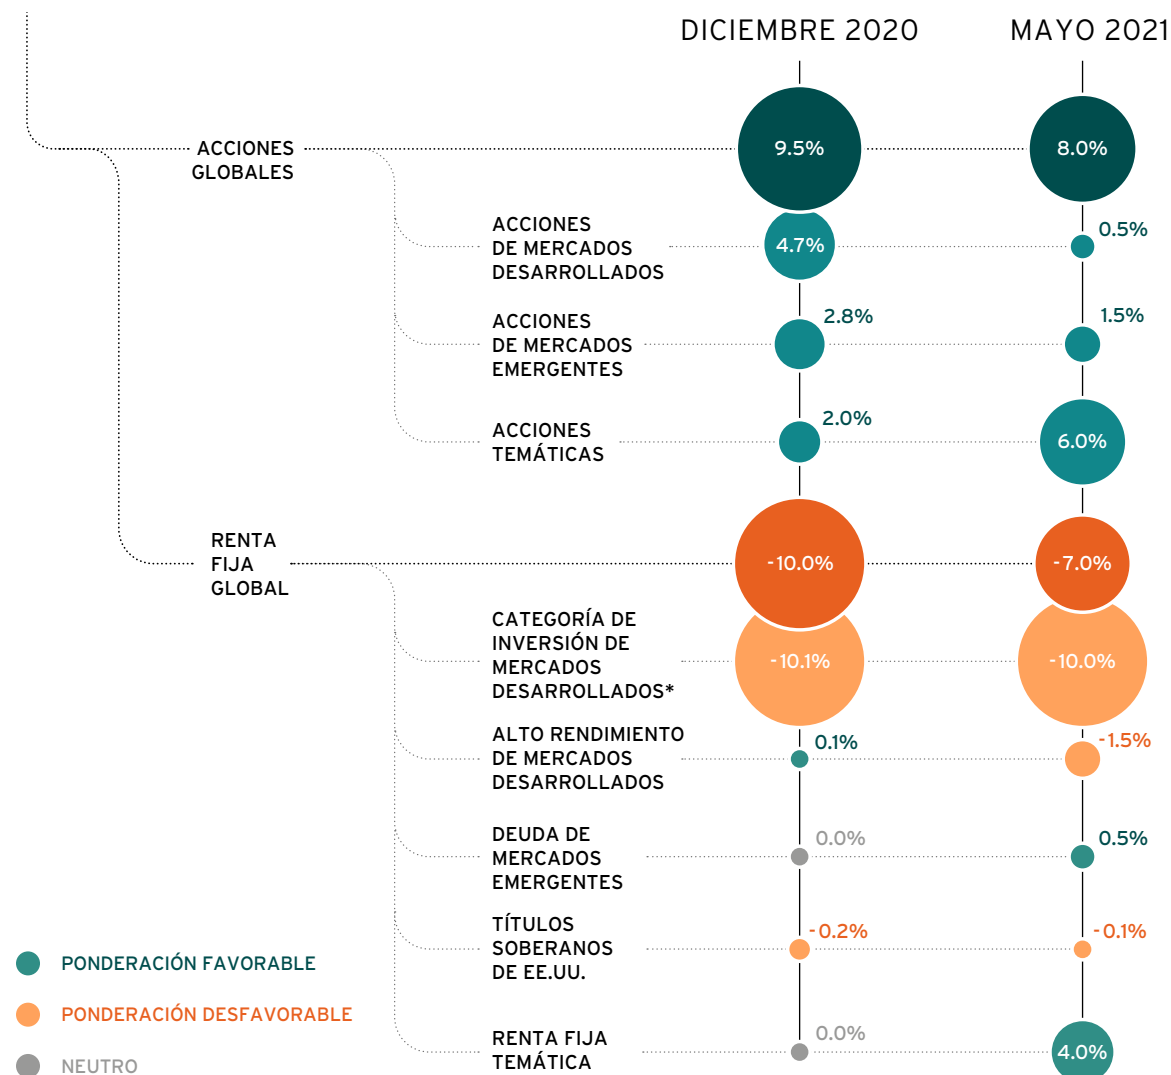 DICIEMBRE 2020
MAYO 2021
ACCIONES
GLOBALES
9.5%
8.0%
ACCIONES
DE MERCADOS
DESARROLLADOS
4.7%
0.5%
ACCIONES
DE MERCADOS
EMERGENTES
2.8%
1.5%
ACCIONES
TEMÁTICAS
2.0%
6.0%
RENTA
FIJA
GLOBAL
-10.0%
-7.0%
CATEGORÍA DE
INVERSIÓN DE
MERCADOS
DESARROLLADOS*
-10.1%
-10.0%
ALTO RENDIMIENTO
DE MERCADOS
DESARROLLADOS
0.1%
-1.5%
DEUDA DE
MERCADOS
EMERGENTES
0.0%
0.5%
TÍTULOS
SOBERANOS
DE EE.UU.
-0.2%
-0.1%
RENTA FIJA
TEMÁTICA
0.0%
4.0%
PONDERACIÓN FAVORABLE
PONDERACIÓN DESFAVORABLE
NEUTRO